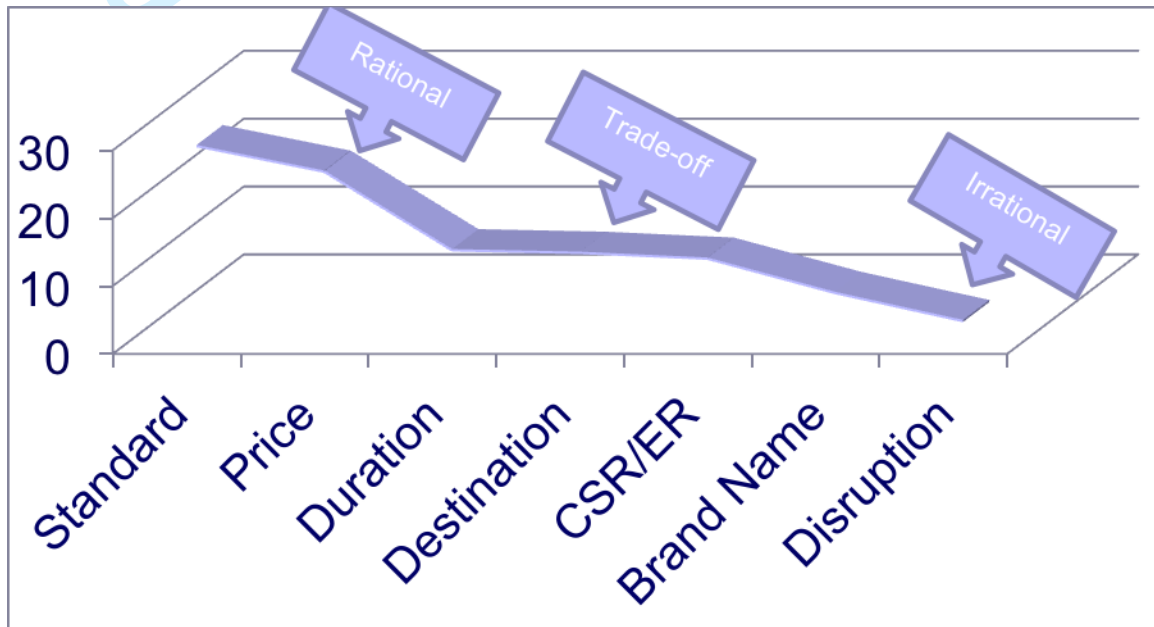 Rational
Trade-off
Irrational
30
20
10
0
Standard
Price
Duration
Destination
CSR/ER
Brand Name
Disruption